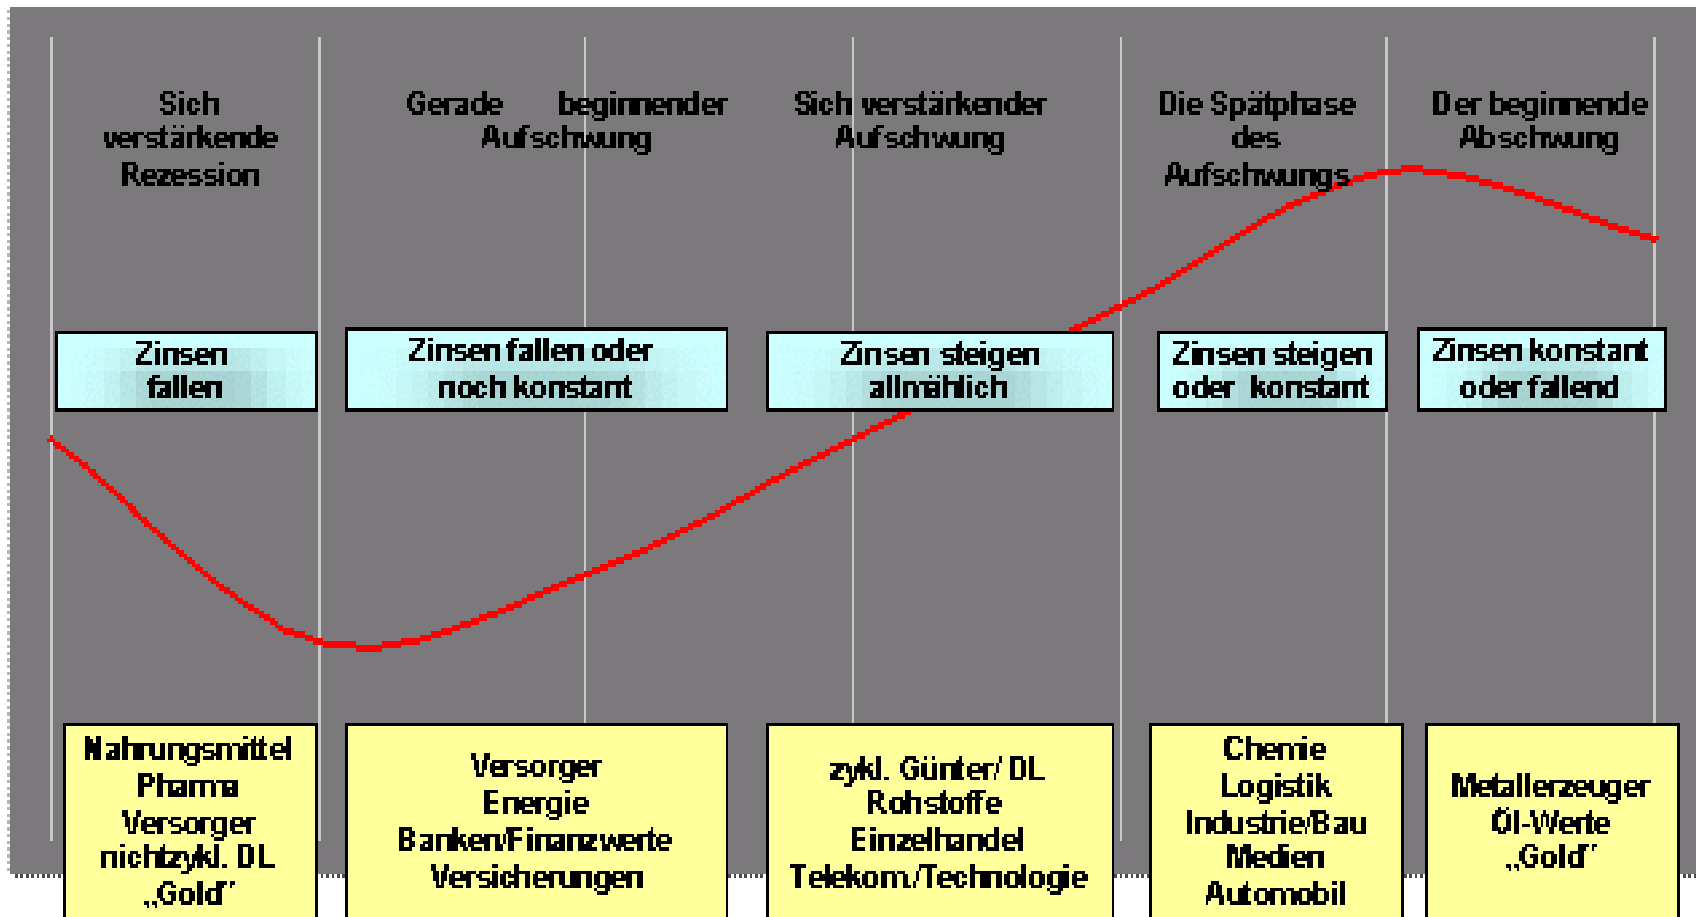 Sich
verstärkende
Rezession
Gerade beginnender
Aufschwung
Sich verstärkender
Aufschwung
Die Spätphase
des
Aufschwungs
Der beginnende
Abschwung
Zinsen
fallen
Zinsen fallen oder
noch konstant
Zinsen steigen
allmählich
Zinsen steigen
oder konstant
Zinsen konstant
oder fallend
Nahrungsmittel
Pharma
Versorger
nichtzykl. DL
„Gold"
Versorger
Energie
Banken/Finanzwerte
Versicherungen
zykl. Günter/ DL
Rohstoffe
Einzelhandel
Telekom./Technologie
Chemie
Logistik
Industrie/Bau
Medien
Automobil
Metallerzeuger
Öl-Werte
„Gold"